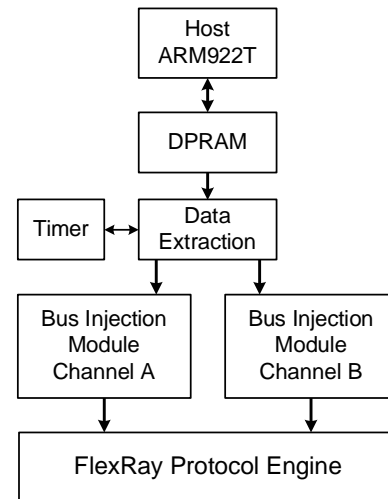 Host
ARM922T
DPRAM
Timer
Data
Extraction
Bus Injection
Module
Channel A
Bus Injection
Module
Channel B
FlexRay Protocol Engine